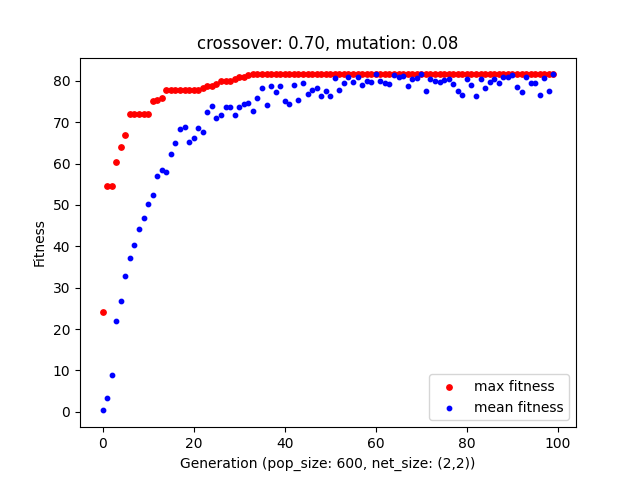 crossover: 0.70, mutation: 0.08
Fitness
80
70
60
50
40
30
20
10
0
0 20 40 60 80 100
Generation (pop_size: 600, net_size: (2,2))
max fitness
mean fitness